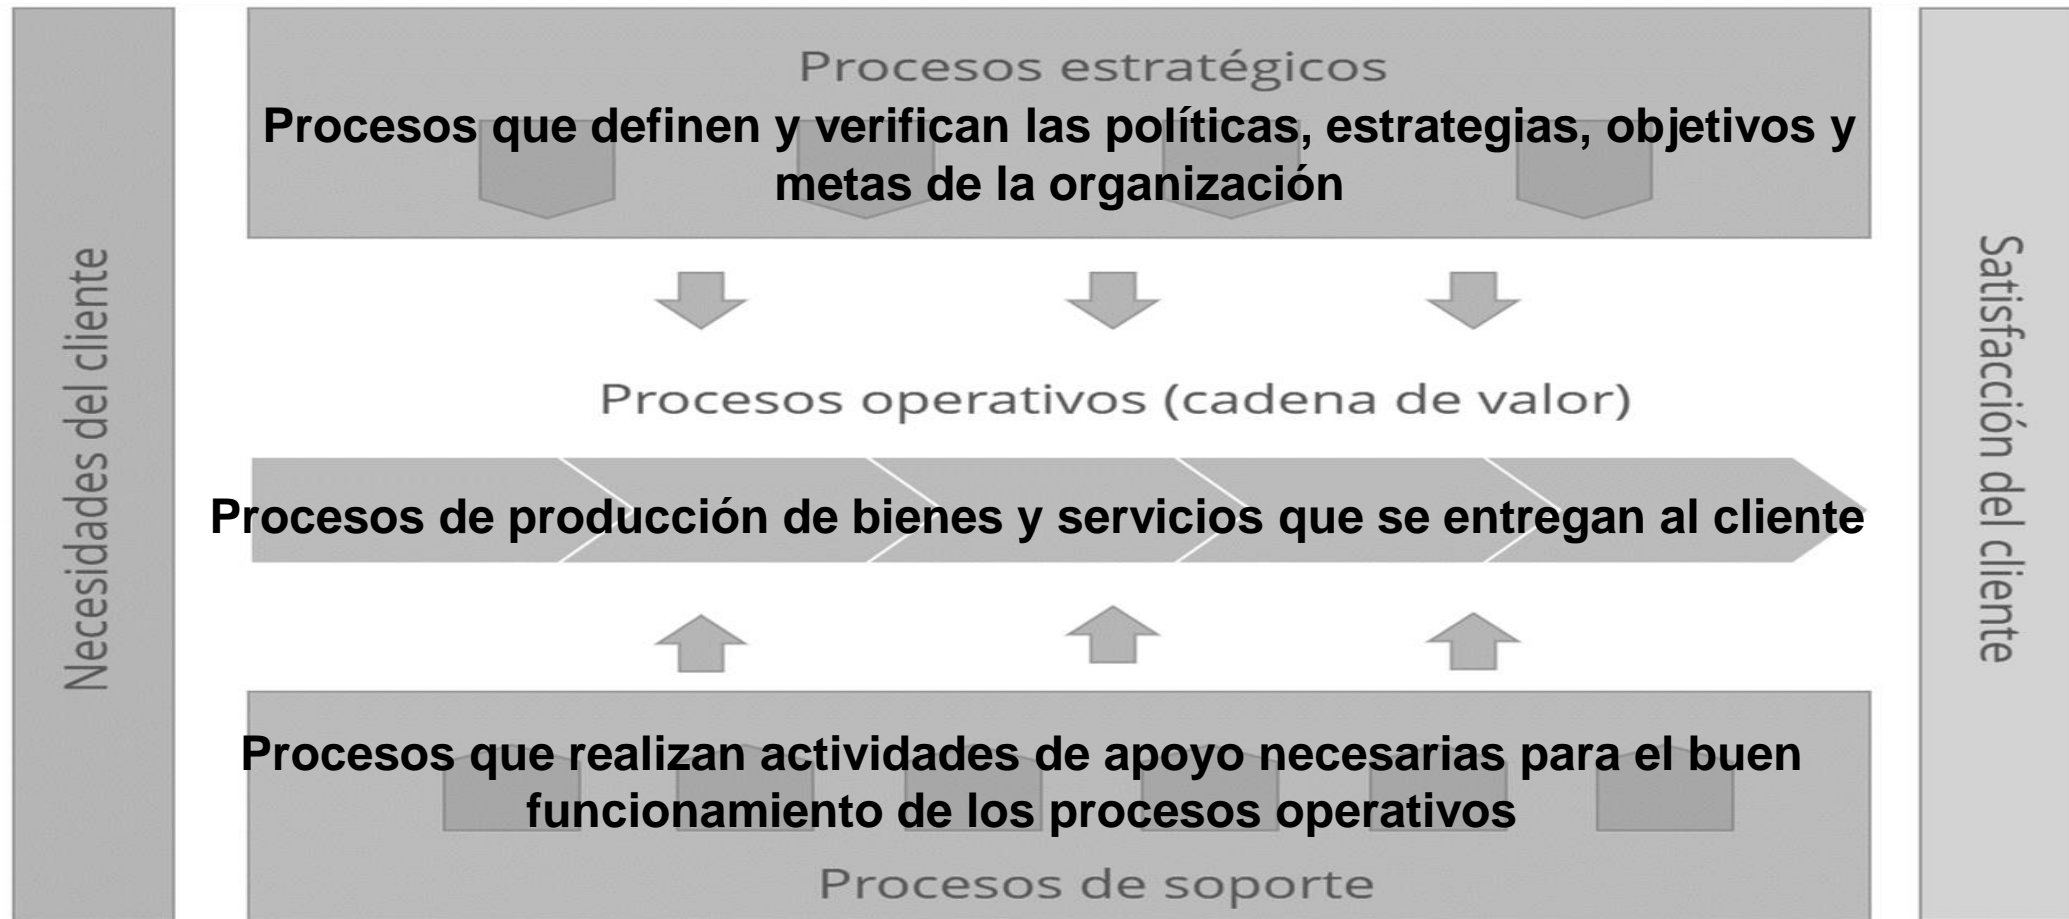 Necesidades del cliente
Procesos estratégicos
Procesos que definen y verifican las políticas, estrategias, objetivos y
metas de la organización
Procesos operativos (cadena de valor)
Procesos de producción de bienes y servicios que se entregan al cliente
Procesos que realizan actividades de apoyo necesarias para el buen
funcionamiento de los procesos operativos
Procesos de soporte
Satisfacción del cliente